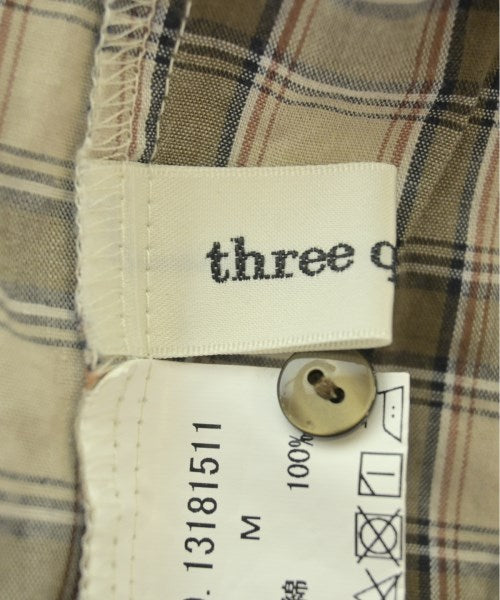 three
. 13181511
M
100%
綿